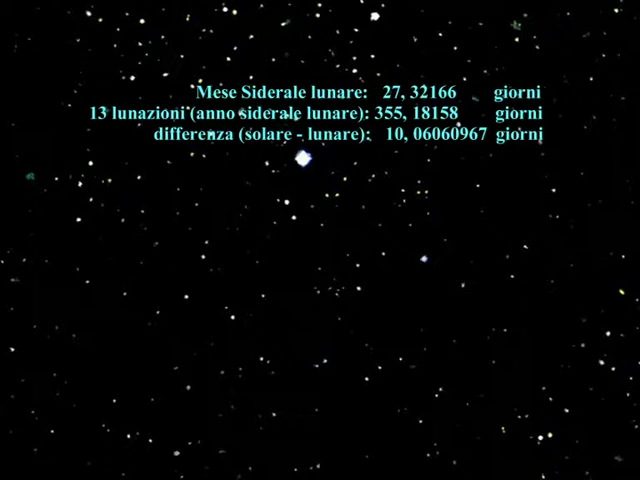 Mese Siderale lunare: 27, 32166 giorni
13 lunazioni (anno siderale lunare): 355, 18158 giorni
differenza (solare - lunare): 10, 06060967 giorni